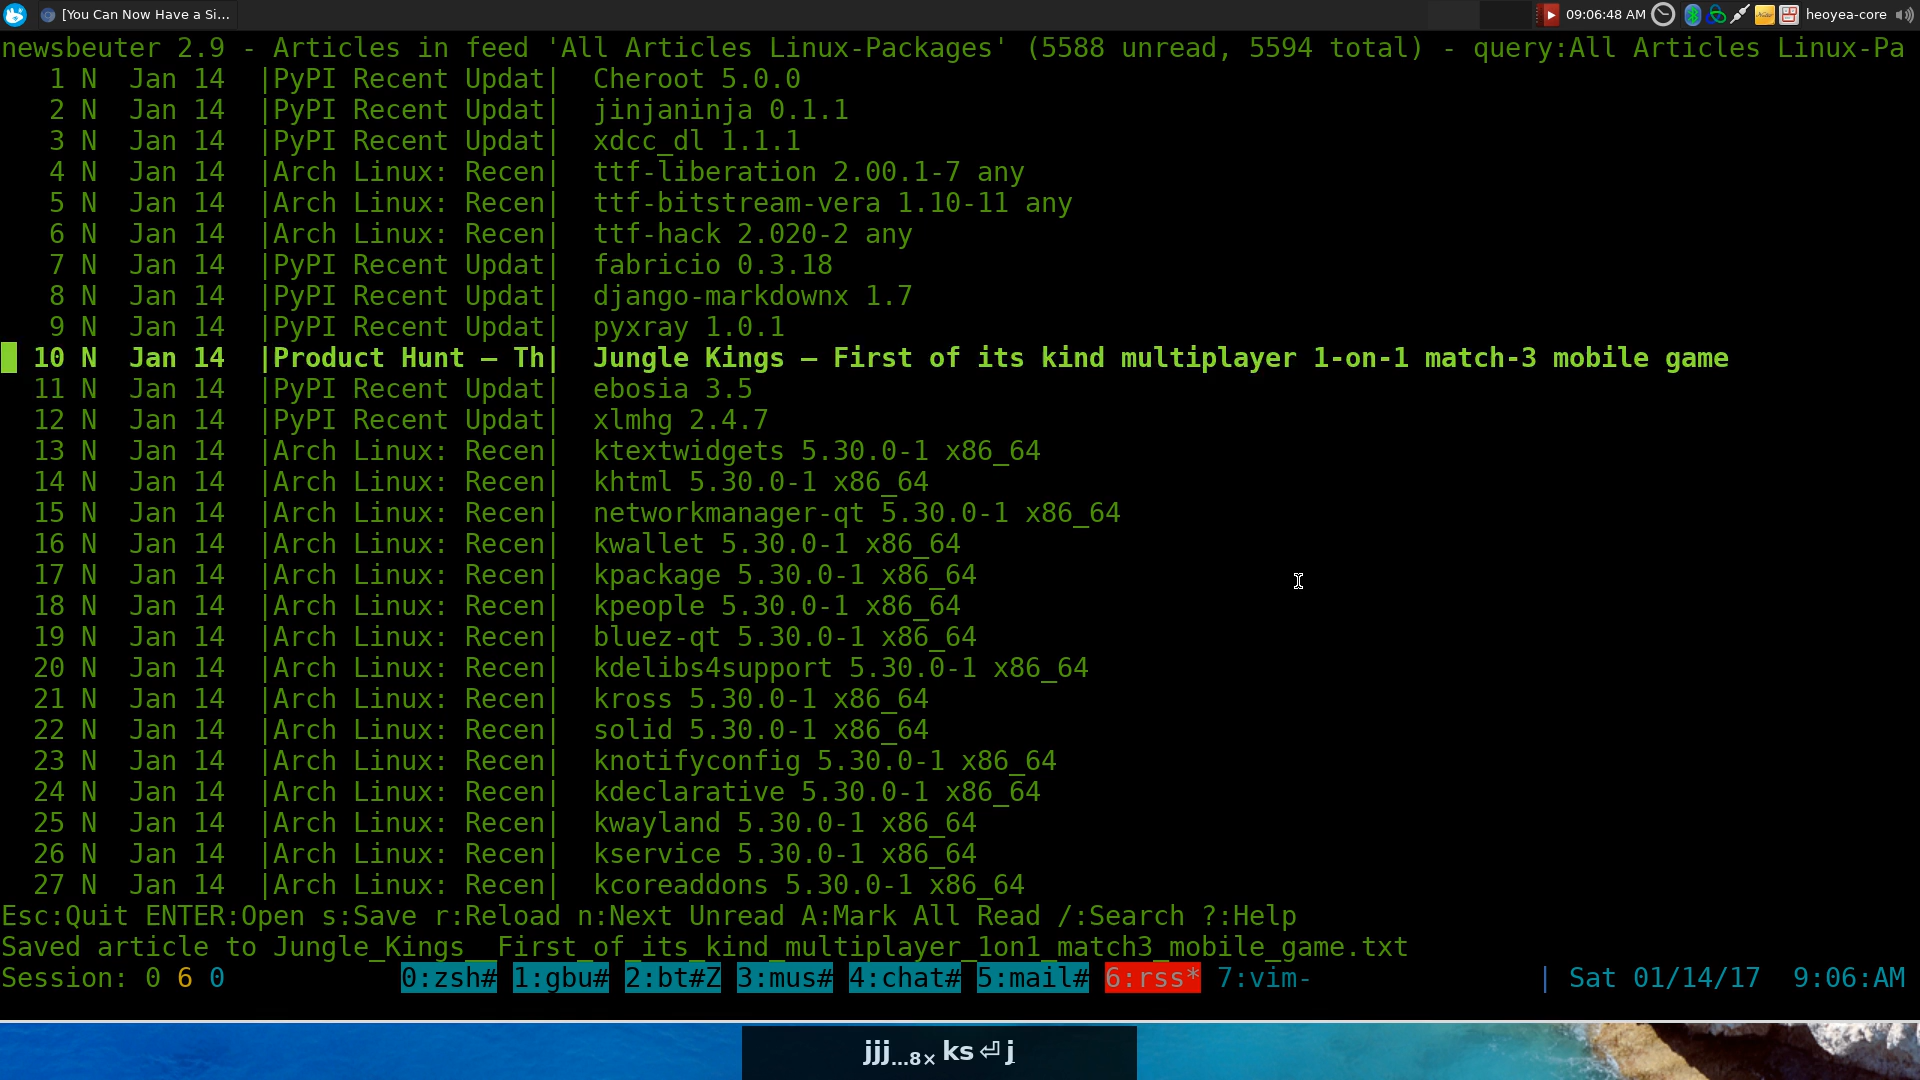 [You Can Now Have a Si... 09:06:48 AM heoyea-core
newsbeuter 2.9 - Articles in feed 'All Articles Linux-Packages' (5588 unread, 5594 total) - query:All Articles Linux-Pa
1 N Jan 14 |PyPI Recent Updat| Cheroot 5.0.0
2 N Jan 14 |PyPI Recent Updat| jinjaninja 0.1.1
3 N Jan 14 |PyPI Recent Updat| xdcc_dl 1.1.1
4 N Jan 14 |Arch Linux: Recen| ttf-liberation 2.00.1-7 any
5 N Jan 14 |Arch Linux: Recen| ttf-bitstream-vera 1.10-11 any
6 N Jan 14 |Arch Linux: Recen| ttf-hack 2.020-2 any
7 N Jan 14 |PyPI Recent Updat| fabricio 0.3.18
8 N Jan 14 |PyPI Recent Updat| django-markdownx 1.7
9 N Jan 14 |PyPI Recent Updat| pyxray 1.0.1
10 N Jan 14 |Product Hunt — Th| Jungle Kings — First of its kind multiplayer 1-on-1 match-3 mobile game
11 N Jan 14 |PyPI Recent Updat| ebosia 3.5
12 N Jan 14 |PyPI Recent Updat| xlmhg 2.4.7
13 N Jan 14 |Arch Linux: Recen| ktextwidgets 5.30.0-1 x86_64
14 N Jan 14 |Arch Linux: Recen| khtml 5.30.0-1 x86_64
15 N Jan 14 |Arch Linux: Recen| networkmanager-qt 5.30.0-1 x86_64
16 N Jan 14 |Arch Linux: Recen| kwallet 5.30.0-1 x86_64
17 N Jan 14 |Arch Linux: Recen| kpackage 5.30.0-1 x86_64
18 N Jan 14 |Arch Linux: Recen| kpeople 5.30.0-1 x86_64
19 N Jan 14 |Arch Linux: Recen| bluez-qt 5.30.0-1 x86_64
20 N Jan 14 |Arch Linux: Recen| kdelibs4support 5.30.0-1 x86_64
21 N Jan 14 |Arch Linux: Recen| kross 5.30.0-1 x86_64
22 N Jan 14 |Arch Linux: Recen| solid 5.30.0-1 x86_64
23 N Jan 14 |Arch Linux: Recen| knotifyconfig 5.30.0-1 x86_64
24 N Jan 14 |Arch Linux: Recen| kdeclarative 5.30.0-1 x86_64
25 N Jan 14 |Arch Linux: Recen| kwayland 5.30.0-1 x86_64
26 N Jan 14 |Arch Linux: Recen| kservice 5.30.0-1 x86_64
27 N Jan 14 |Arch Linux: Recen| kcoreaddons 5.30.0-1 x86_64
Esc:Quit ENTER:Open s:Save r:Reload n:Next Unread A:Mark All Read /:Search ?:Help
Saved article to Jungle_Kings__First_of_its_kind_multiplayer_1on1_match3_mobile_game.txt
Session: 0 6 0 0:zsh# 1:gbu# 2:bt#Z 3:mus# 4:chat# 5:mail# 6:rss* 7:vim- | Sat 01/14/17 9:06:AM
jjj...8× ks⏎j